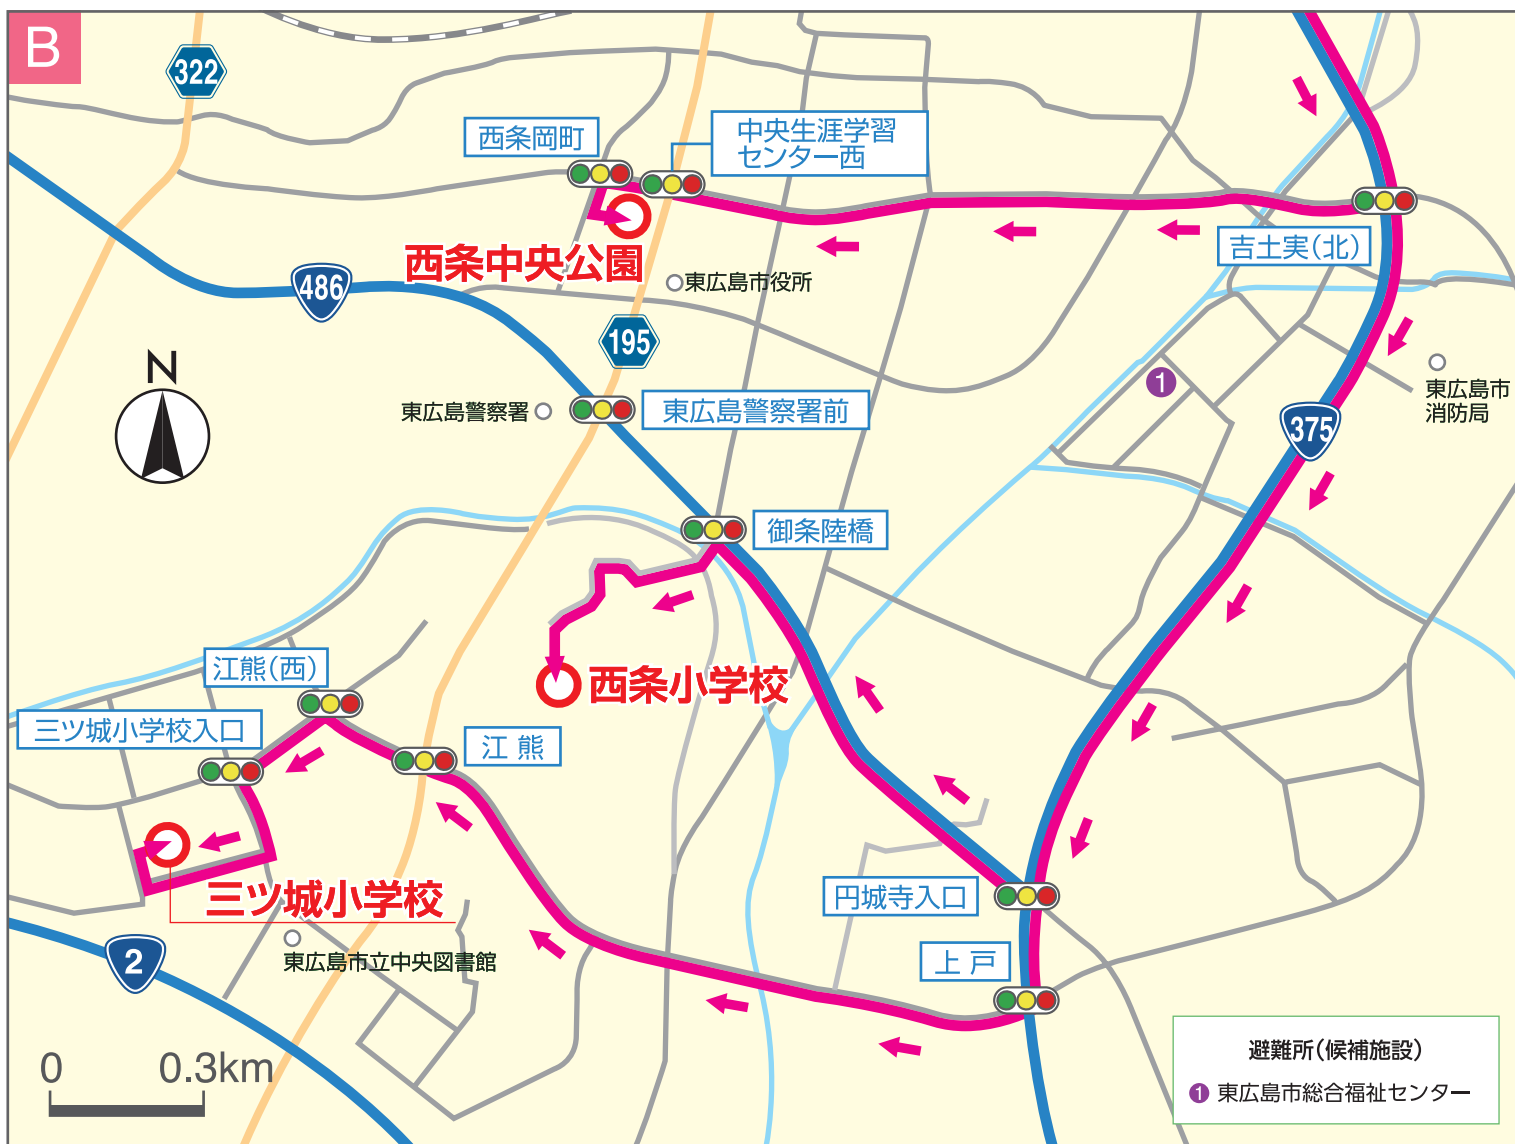 B
322
西条岡町
中央生涯学習
センター西
西条中央公園
東広島市役所
吉土実(北)
486
195
N
東広島警察署
東広島警察署前
東広島市
消防局
1
375
御条陸橋
江熊(西)
西条小学校
三ツ城小学校入口
江熊
三ツ城小学校
円城寺入口
上戸
2
東広島市立中央図書館
0 0.3km
避難所(候補施設)
1 東広島市総合福祉センター